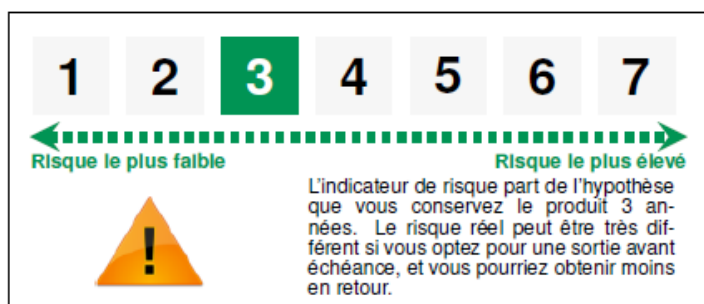 1 2 3 4 5 6 7
Risque le plus faible Risque le plus élevé
L'indicateur de risque part de l'hypothèse
que vous conservez le produit 3 an-
nées. Le risque réel peut être très dif-
férent si vous optez pour une sortie avant
échéance, et vous pourriez obtenir moins
en retour.
!